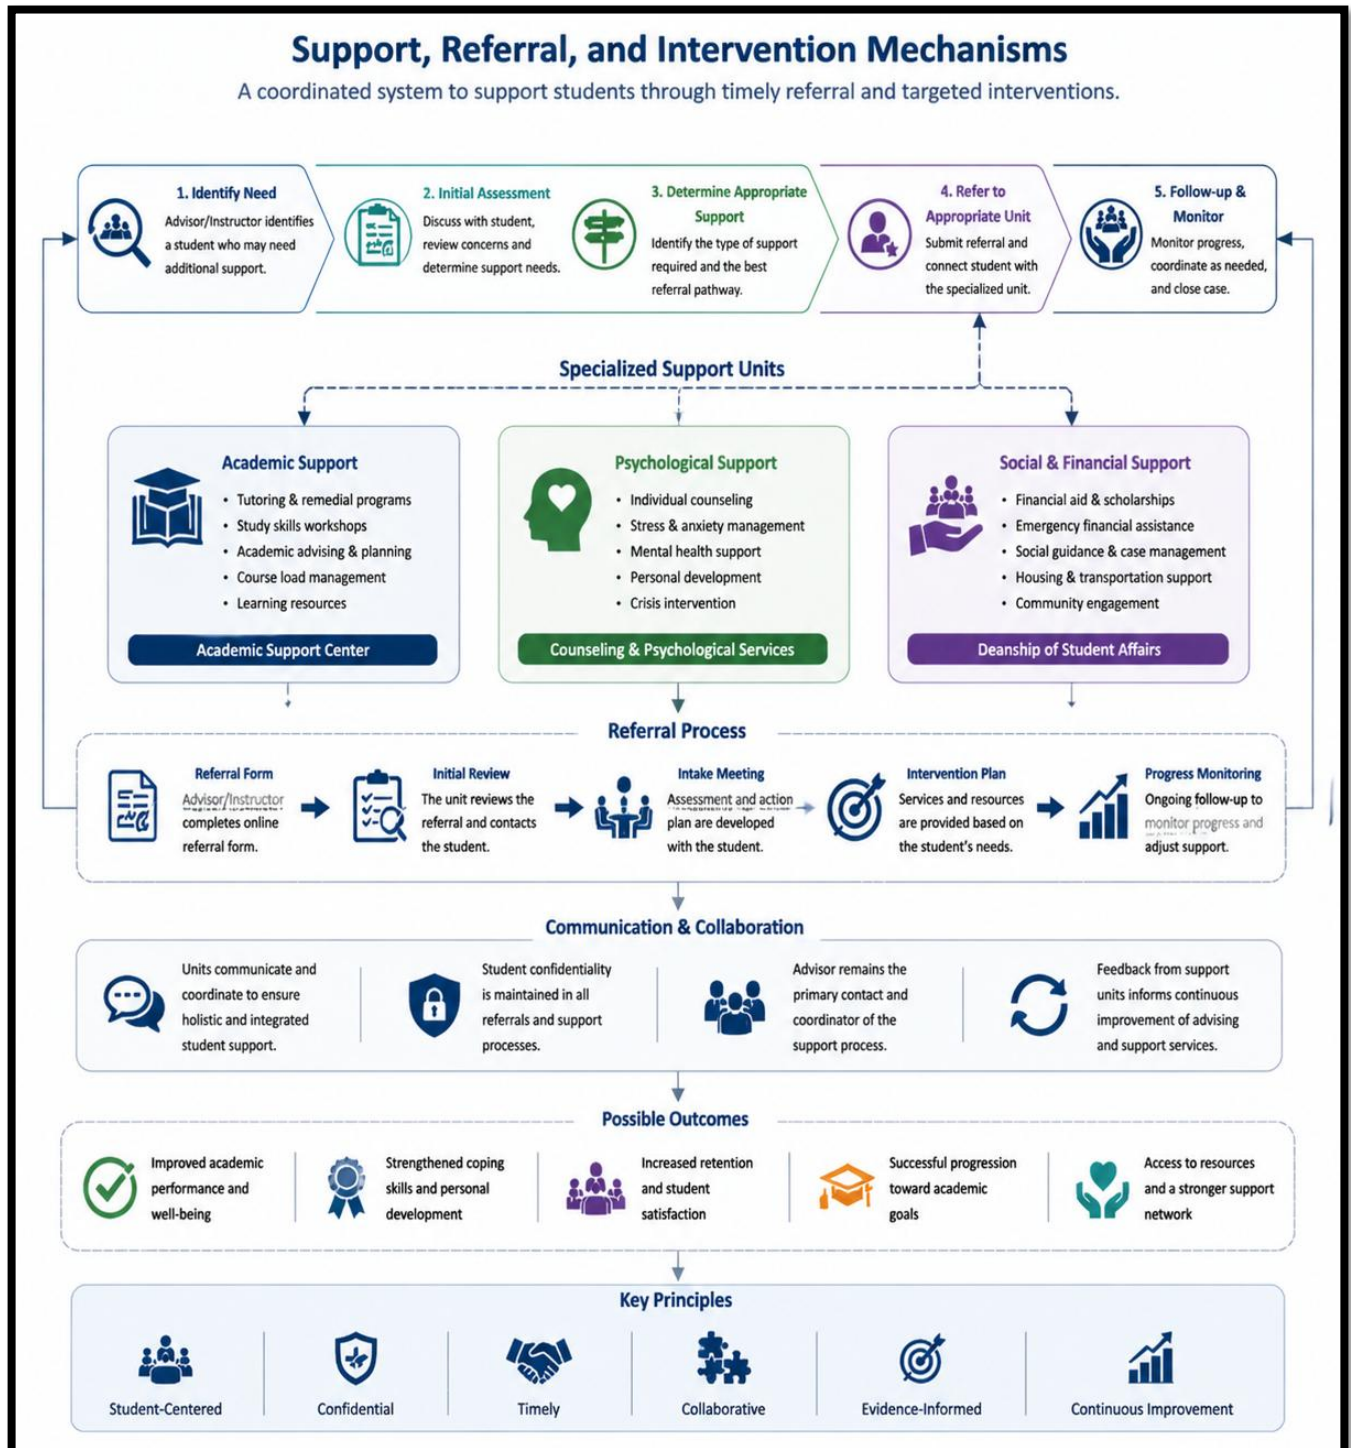 Support, Referral, and Intervention Mechanisms
A coordinated system to support students through timely referral and targeted interventions.
1. Identify Need
Advisor/Instructor identifies
a student who may need
additional support.
2. Initial Assessment
Discuss with student,
review concerns and
determine support needs.
3. Determine Appropriate
Support
Identify the type of support
required and the best
referral pathway.
4. Refer to
Appropriate Unit
Submit referral and
connect student with
the specialized unit.
5. Follow-up &
Monitor
Monitor progress,
coordinate as needed,
and close case.
Specialized Support Units
Academic Support
• Tutoring & remedial programs
• Study skills workshops
• Academic advising & planning
• Course load management
• Learning resources
Academic Support Center
Psychological Support
• Individual counseling
• Stress & anxiety management
• Mental health support
• Personal development
• Crisis intervention
Counseling & Psychological Services
Social & Financial Support
• Financial aid & scholarships
• Emergency financial assistance
• Social guidance & case management
• Housing & transportation support
• Community engagement
Deanship of Student Affairs
Referral Process
Referral Form
Advisor/Instructor
completes online
referral form.
Initial Review
The unit reviews the
referral and contacts
the student.
Intake Meeting
Assessment and action
plan are developed
with the student.
Intervention Plan
Services and resources
are provided based on
the student's needs.
Progress Monitoring
Ongoing follow-up to
monitor progress and
adjust support.
Communication & Collaboration
Units communicate and
coordinate to ensure
holistic and integrated
student support.
Student confidentiality
is maintained in all
referrals and support
processes.
Advisor remains the
primary contact and
coordinator of the
support process.
Feedback from support
units informs continuous
improvement of advising
and support services.
Possible Outcomes
Improved academic
performance and
well-being
Strengthened coping
skills and personal
development
Increased retention
and student
satisfaction
Successful progression
toward academic
goals
Access to resources
and a stronger support
network
Key Principles
Student-Centered
Confidential
Timely
Collaborative
Evidence-Informed
Continuous Improvement